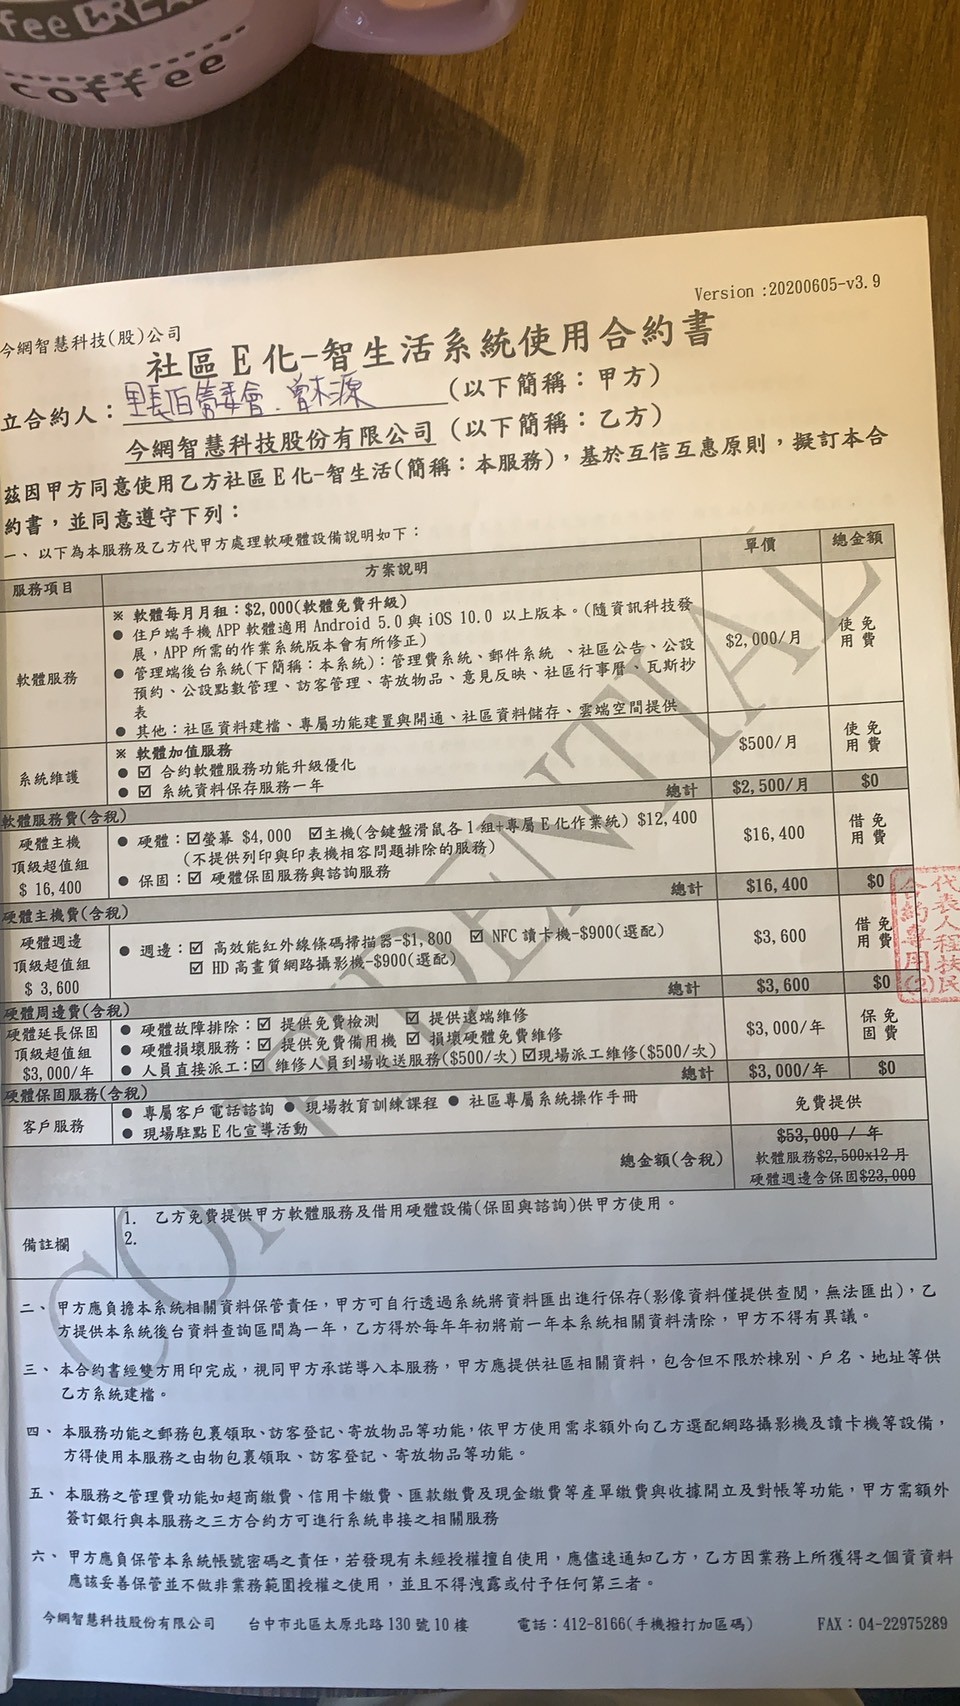 fee BREA
coffee
Version :20200605-v3.9
今網智慧科技(股)公司
社區E化-智生活系統使用合約書
立合約人：里長伯管委會.曾木源(以下簡稱：甲方)
今網智慧科技股份有限公司(以下簡稱：乙方)
茲因甲方同意使用乙方社區E化-智生活(簡稱：本服務)，基於互信互惠原則，擬訂本合
約書，並同意遵守下列：
一、以下為本服務及乙方代甲方處理軟硬體設備說明如下：
服務項目 方案說明 單價 總金額
※ 軟體每月月租：$2,000(軟體免費升級)
● 住戶端手機APP軟體適用Android 5.0與iOS 10.0 以上版本。(隨資訊科技發
展，APP所需的作業系統版本會有所修正)
軟體服務 $2,000/月 免費使用
● 管理端後台系統(下簡稱：本系統)：管理費系統、郵件系統 、社區公告、公設
預約、公設點數管理、訪客管理、寄放物品、意見反映、社區行事曆、瓦斯抄
表
● 其他：社區資料建檔、專屬功能建置與開通、社區資料儲存、雲端空間提供
※ 軟體加值服務
系統維護 $500/月 免費使用
● ☑ 合約軟體服務功能升級優化
● ☑ 系統資料保存服務一年
軟體服務費(含稅) 總計 $2,500/月 $0
硬體主機
頂級超值組
$ 16,400
● 硬體：☑螢幕 $4,000 ☑主機(含鍵盤滑鼠各1組+專屬E化作業統) $12,400
(不提供列印與印表機相容問題排除的服務)
● 保固：☑ 硬體保固服務與諮詢服務
$16,400 免費借用
硬體主機費(含稅) 總計 $16,400 $0
硬體週邊
頂級超值組
$ 3,600
● 週邊：☑ 高效能紅外線條碼掃描器-$1,800 ☑ NFC讀卡機-$900(選配)
☑ HD高畫質網路攝影機-$900(選配)
$3,600 免費借用
硬體周邊費(含稅) 總計 $3,600 $0
代表人程扶民
合約專用(2)
硬體延長保固
頂級超值組
$3,000/年
● 硬體故障排除：☑ 提供免費檢測 ☑ 提供遠端維修
● 硬體損壞服務：☑ 提供免費備用機 ☑ 損壞硬體免費維修
● 人員直接派工：☑ 維修人員到場收送服務($500/次) ☑現場派工維修($500/次)
$3,000/年 免費保固
硬體保固服務(含稅) 總計 $3,000/年 $0
客戶服務
● 專屬客戶電話諮詢 ● 現場教育訓練課程 ● 社區專屬系統操作手冊
● 現場駐點E化宣導活動
免費提供
總金額(含稅)
$53,000 / 年
軟體服務$2,500x12月
硬體週邊含保固$23,000
備註欄
1. 乙方免費提供甲方軟體服務及借用硬體設備(保固與諮詢)供甲方使用。
2.
CONFIDENTIAL
二、甲方應負擔本系統相關資料保管責任，甲方可自行透過系統將資料匯出進行保存(影像資料僅提供查閱，無法匯出)，乙
方提供本系統後台資料查詢區間為一年，乙方得於每年年初將前一年本系統相關資料清除，甲方不得有異議。
三、本合約書經雙方用印完成，視同甲方承諾導入本服務，甲方應提供社區相關資料，包含但不限於棟別、戶名、地址等供
乙方系統建檔。
四、本服務功能之郵務包裹領取、訪客登記、寄放物品等功能，依甲方使用需求額外向乙方選配網路攝影機及讀卡機等設備，
方得使用本服務之由物包裹領取、訪客登記、寄放物品等功能。
五、本服務之管理費功能如超商繳費、信用卡繳費、匯款繳費及現金繳費等產單繳費與收據開立及對帳等功能，甲方需額外
簽訂銀行與本服務之三方合約方可進行系統串接之相關服務
六、甲方應負保管本系統帳號密碼之責任，若發現有未經授權擅自使用，應儘速通知乙方，乙方因業務上所獲得之個資資料
應該妥善保管並不做非業務範圍授權之使用，並且不得洩露或付予任何第三者。
今網智慧科技股份有限公司 台中市北區太原北路130號10樓 電話：412-8166(手機撥打加區碼) FAX：04-22975289